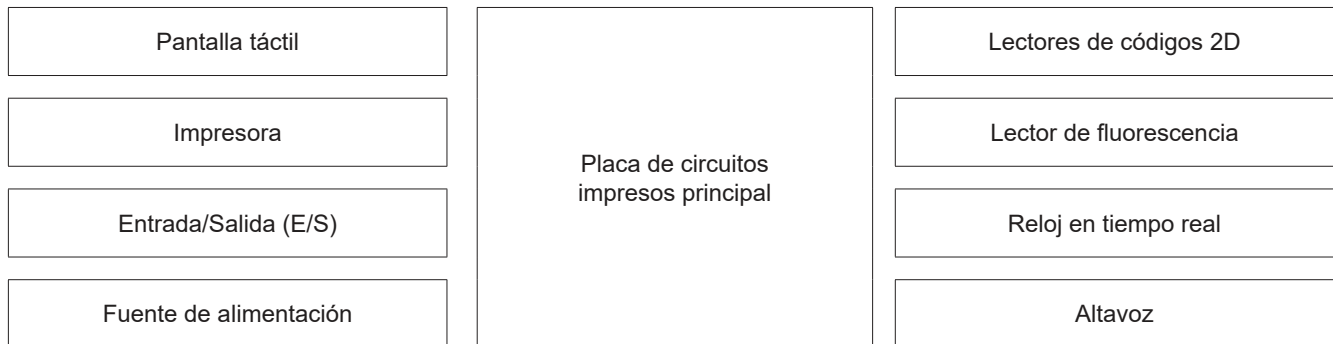 Pantalla táctil
Impresora
Entrada/Salida (E/S)
Fuente de alimentación
Placa de circuitos
impresos principal
Lectores de códigos 2D
Lector de fluorescencia
Reloj en tiempo real
Altavoz